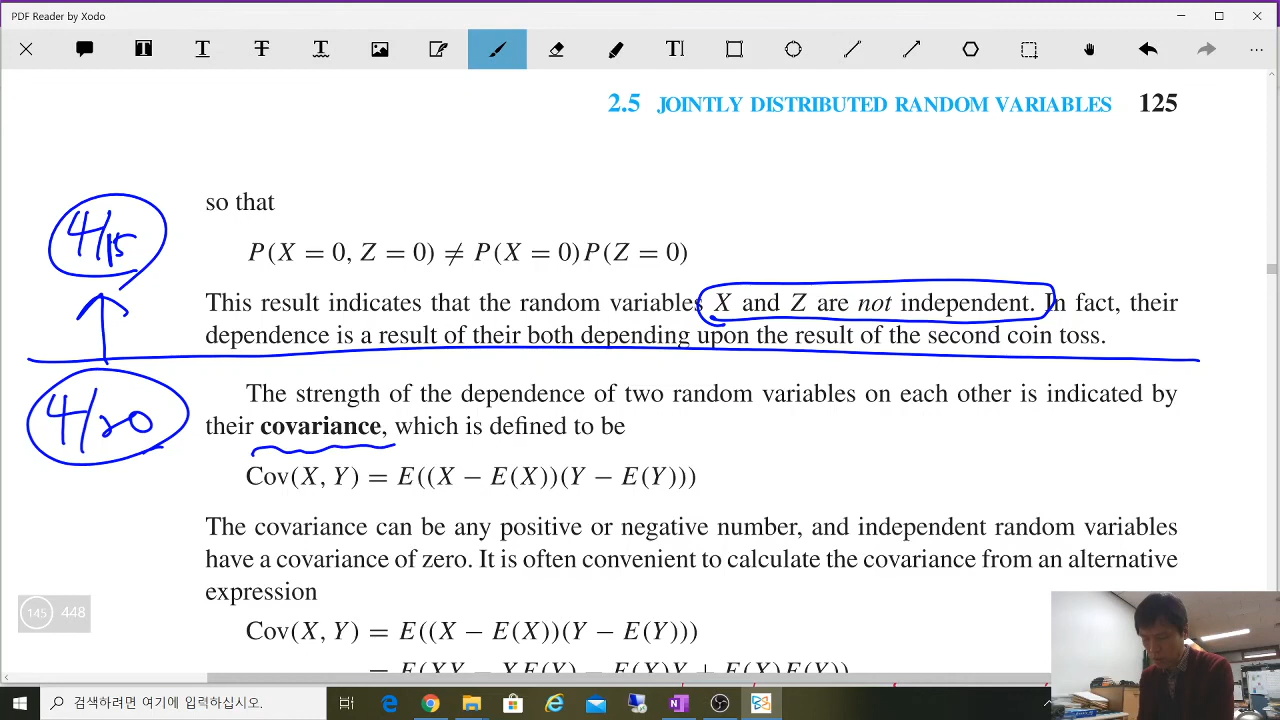 PDF Reader by Xodo
2.5 JOINTLY DISTRIBUTED RANDOM VARIABLES 125
so that
P(X = 0, Z = 0) ≠ P(X = 0)P(Z = 0)
4/15
This result indicates that the random variables X and Z are not independent. In fact, their
dependence is a result of their both depending upon the result of the second coin toss.
The strength of the dependence of two random variables on each other is indicated by
4/20
their covariance, which is defined to be
Cov(X, Y) = E((X − E(X))(Y − E(Y)))
The covariance can be any positive or negative number, and independent random variables
have a covariance of zero. It is often convenient to calculate the covariance from an alternative
expression
145 448
Cov(X, Y) = E((X − E(X))(Y − E(Y)))
= E(XY − XE(Y) − E(X)Y + E(X)E(Y))
검색하려면 여기에 입력하십시오.